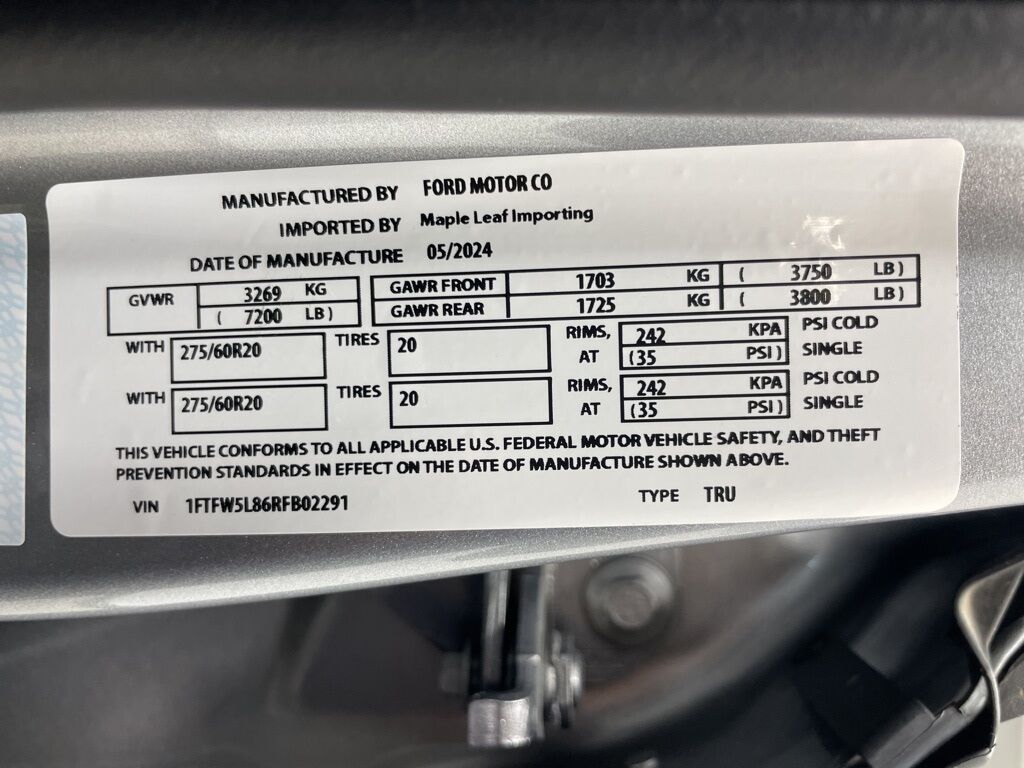 MANUFACTURED BY FORD MOTOR CO
IMPORTED BY Maple Leaf Importing
DATE OF MANUFACTURE 05/2024
GVWR 3269 KG GAWR FRONT 1703 KG ( 3750 LB )
( 7200 LB ) GAWR REAR 1725 KG ( 3800 LB )
WITH 275/60R20 TIRES 20 RIMS, 242 KPA PSI COLD
AT (35 PSI ) SINGLE
WITH 275/60R20 TIRES 20 RIMS, 242 KPA PSI COLD
AT (35 PSI ) SINGLE
THIS VEHICLE CONFORMS TO ALL APPLICABLE U.S. FEDERAL MOTOR VEHICLE SAFETY, AND THEFT
PREVENTION STANDARDS IN EFFECT ON THE DATE OF MANUFACTURE SHOWN ABOVE.
VIN 1FTFW5L86RFB02291 TYPE TRU